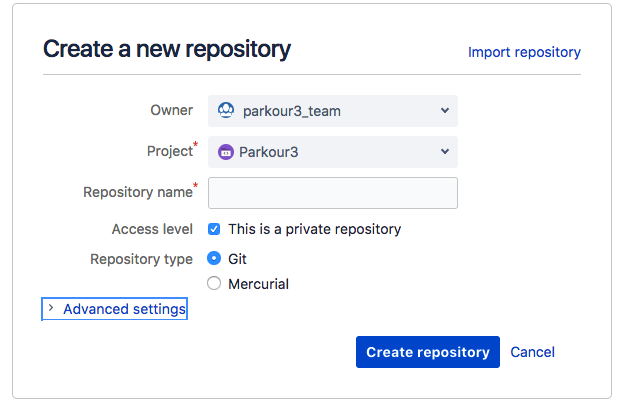 Create a new repository
Import repository
Owner parkour3_team
Project* Parkour3
Repository name*
Access level This is a private repository
Repository type Git
Mercurial
Advanced settings
Create repository Cancel